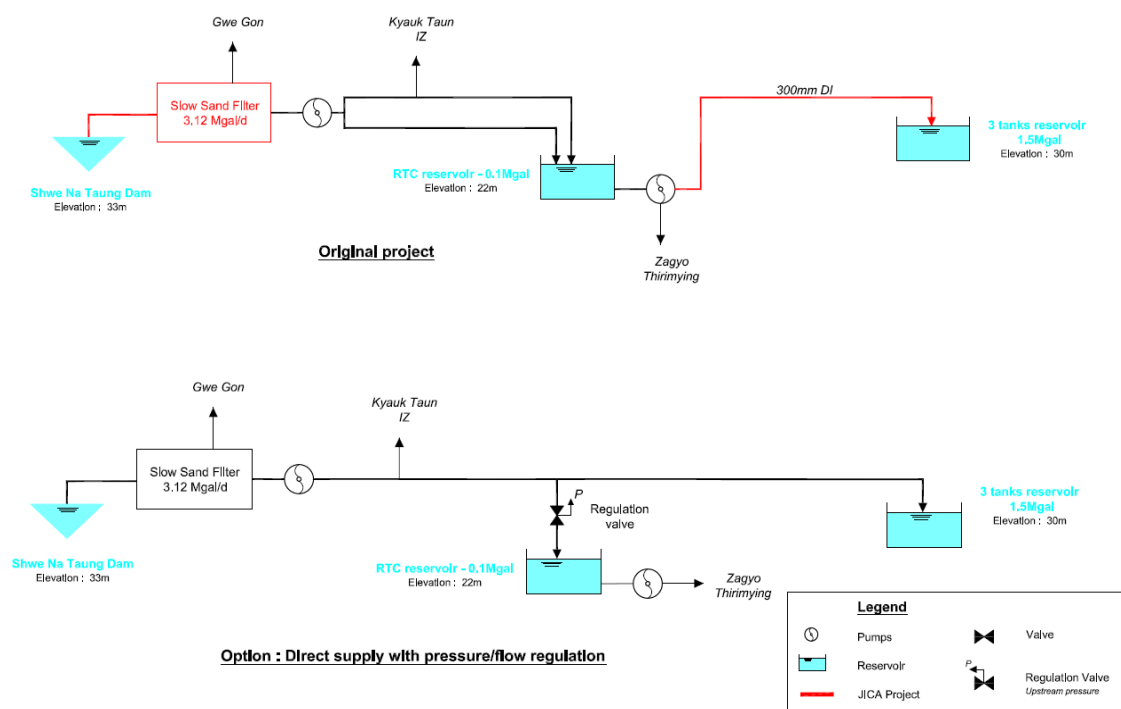 Gwe Gon
Kyauk Taun
IZ
Slow Sand Filter
3.12 Mgal/d
300mm DI
3 tanks reservoir
1.5Mgal
Elevation : 30m
Shwe Na Taung Dam
Elevation : 33m
RTC reservoir - 0.1Mgal
Elevation : 22m
Zagyo
Thirimying
Original project
Gwe Gon
Kyauk Taun
IZ
Slow Sand Filter
3.12 Mgal/d
P
Regulation
valve
3 tanks reservoir
1.5Mgal
Elevation : 30m
Shwe Na Taung Dam
Elevation : 33m
RTC reservoir - 0.1Mgal
Elevation : 22m
Zagyo
Thirimying
Option : Direct supply with pressure/flow regulation
Legend
Pumps
Valve
Reservoir
P
Regulation Valve
Upstream pressure
JICA Project